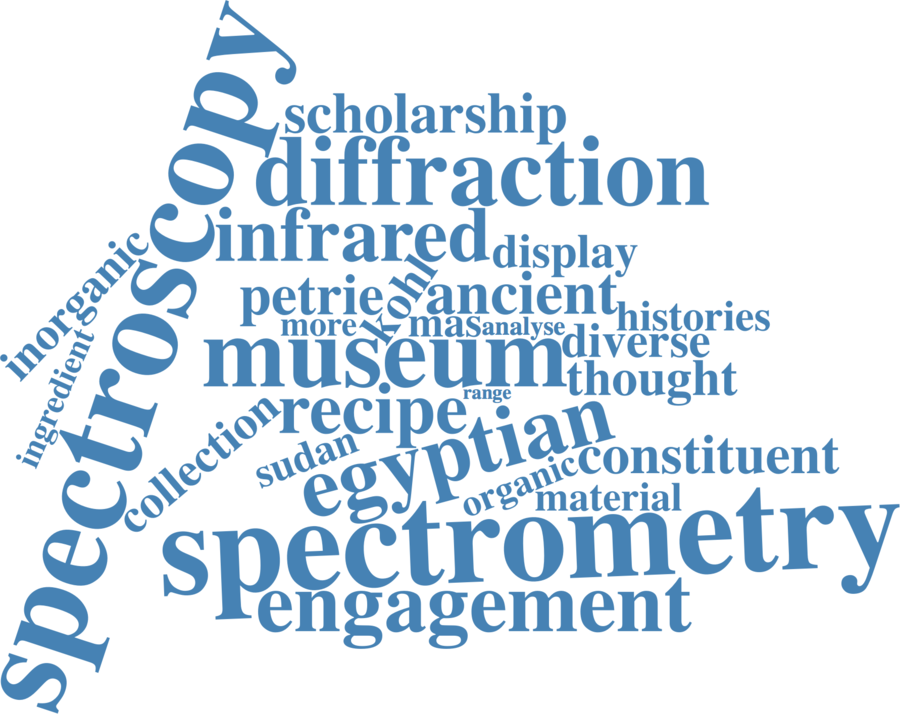 spectroscopy
scholarship
diffraction
infrared
display
inorganic
kohl
petrie
ancient
histories
more
mas
analyse
diverse
museum
thought
ingredient
range
recipe
collection
sudan
egyptian
constituent
organic
material
spectrometry
engagement